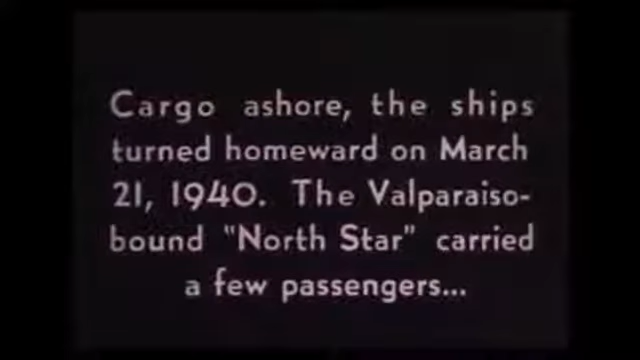 Cargo ashore, the ships
turned homeward on March
21, 1940. The Valparaiso-
bound "North Star" carried
a few passengers...